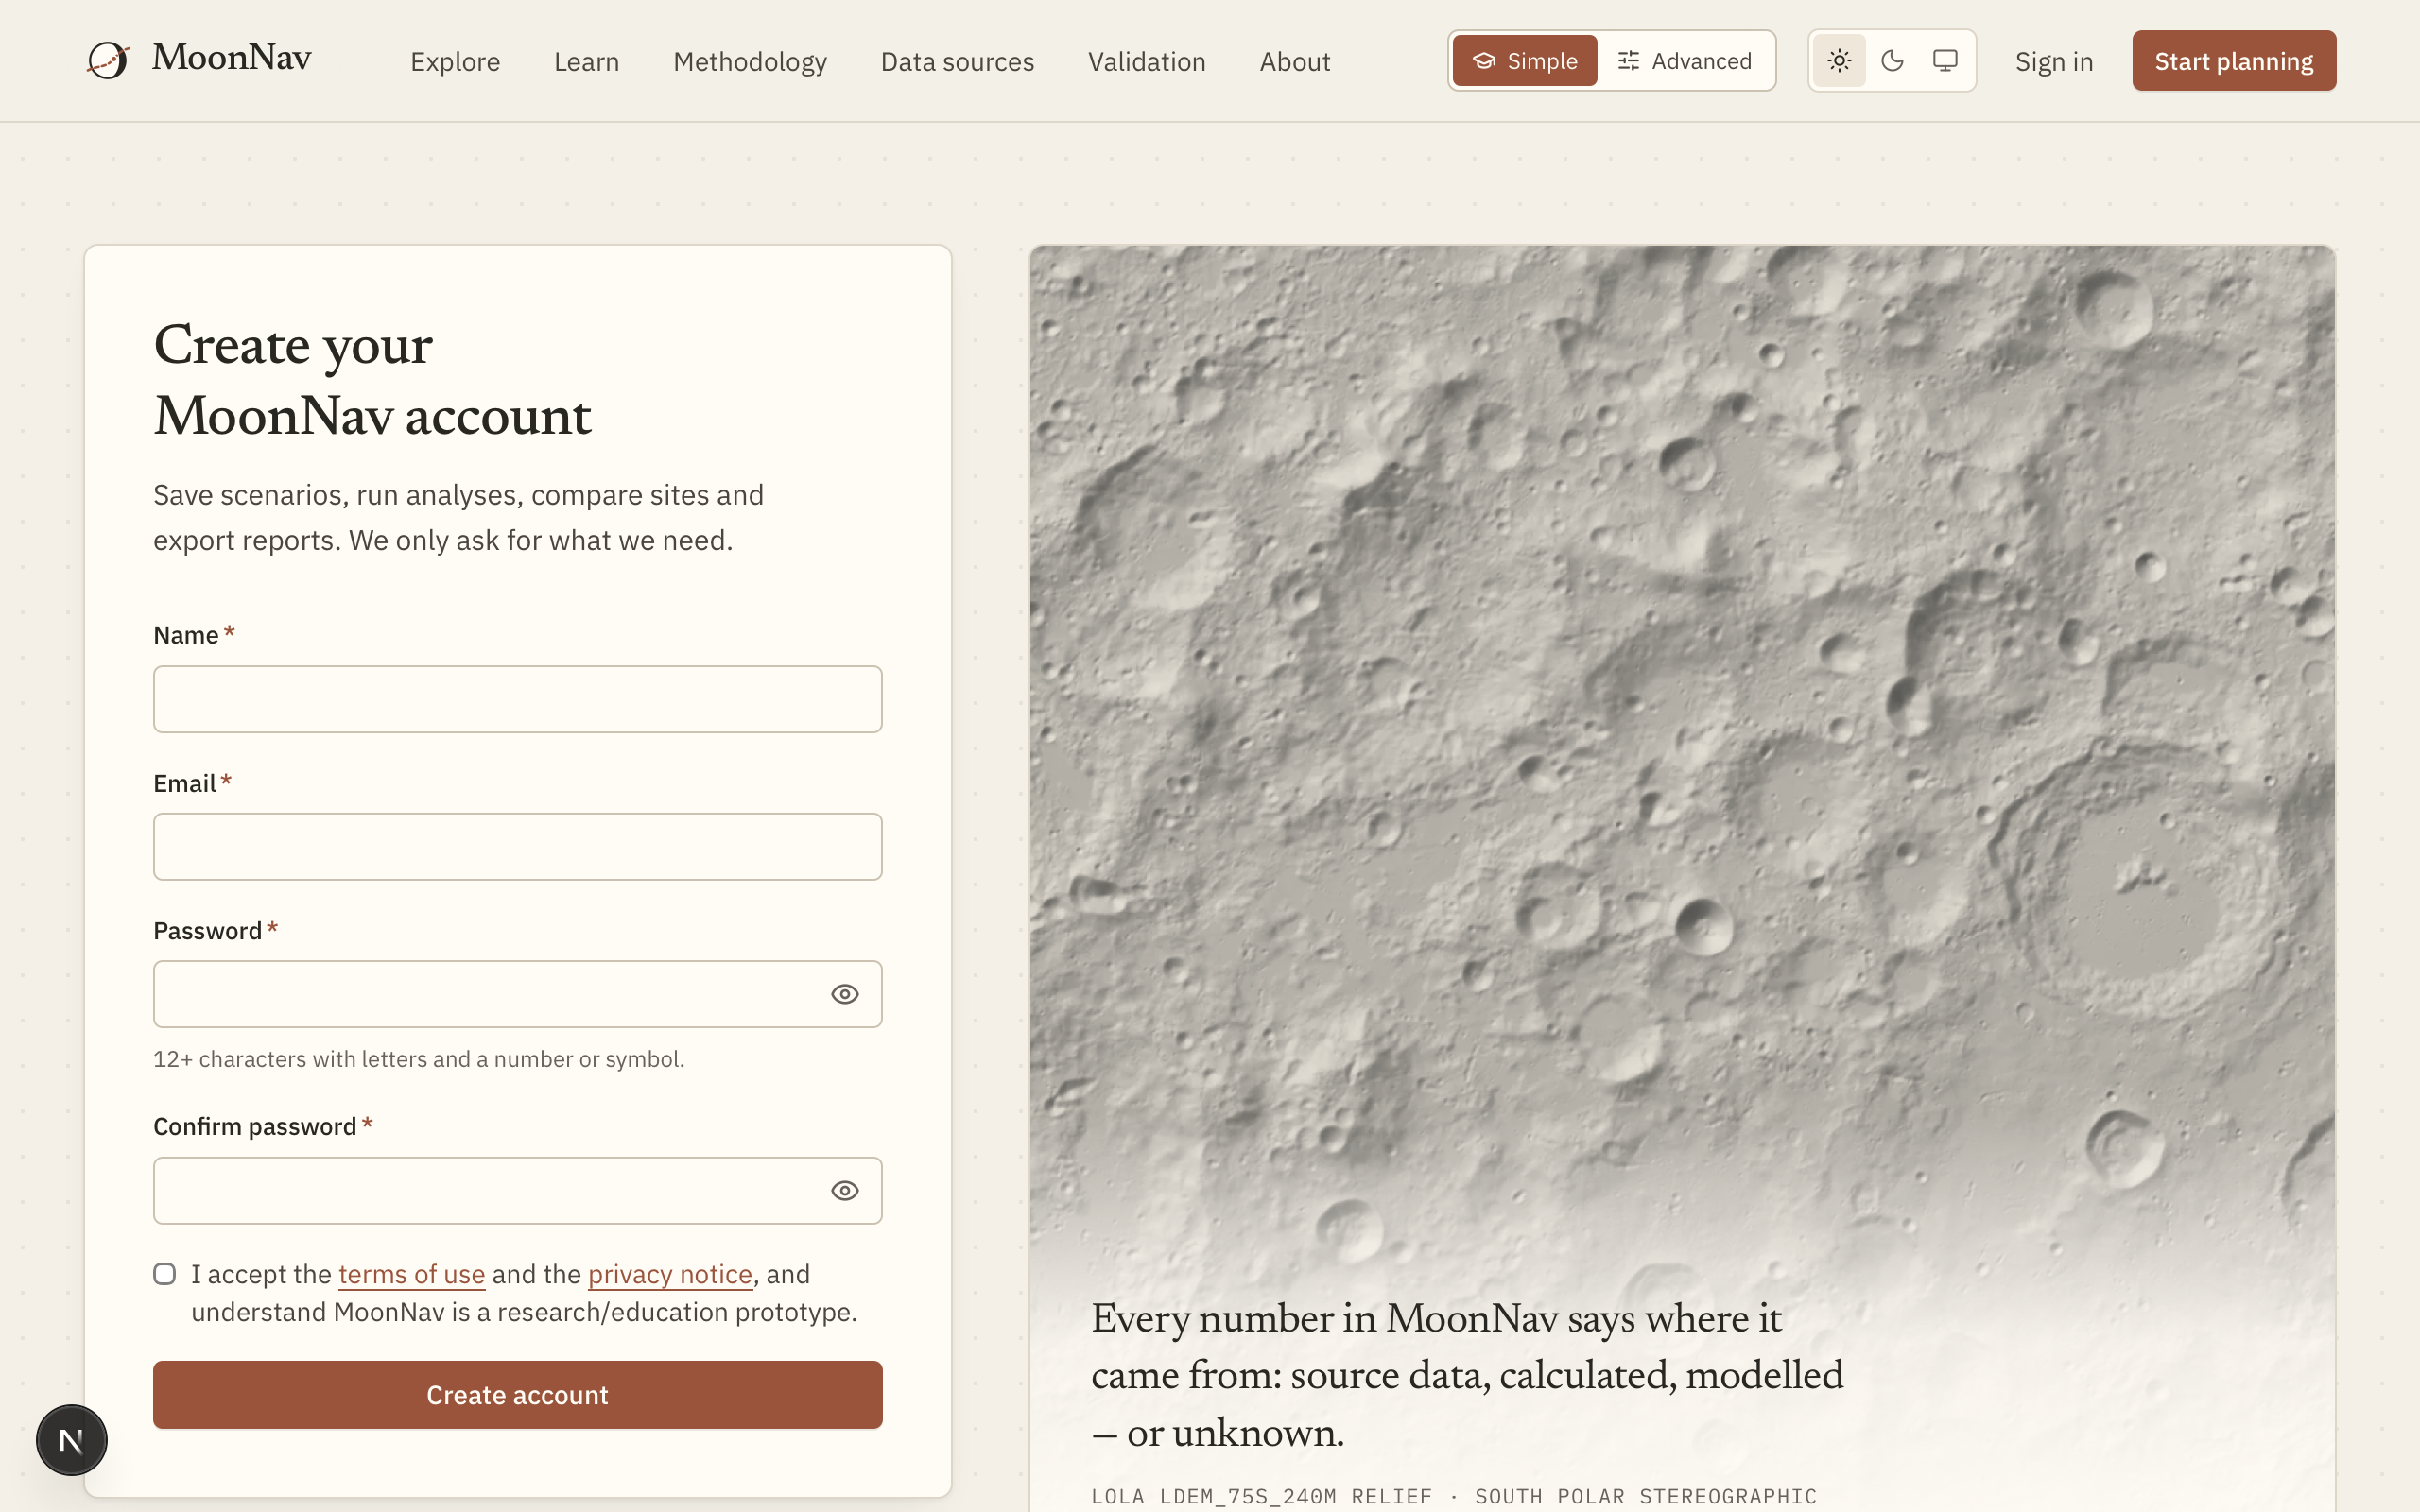 MoonNav
Explore
Learn
Methodology
Data sources
Validation
About
Simple
Advanced
Sign in
Start planning
Create your
MoonNav account
Save scenarios, run analyses, compare sites and
export reports. We only ask for what we need.
Name *
Email *
Password *
12+ characters with letters and a number or symbol.
Confirm password *
I accept the terms of use and the privacy notice, and
understand MoonNav is a research/education prototype.
Create account
N
Every number in MoonNav says where it
came from: source data, calculated, modelled
— or unknown.
LOLA LDEM_75S_240M RELIEF · SOUTH POLAR STEREOGRAPHIC